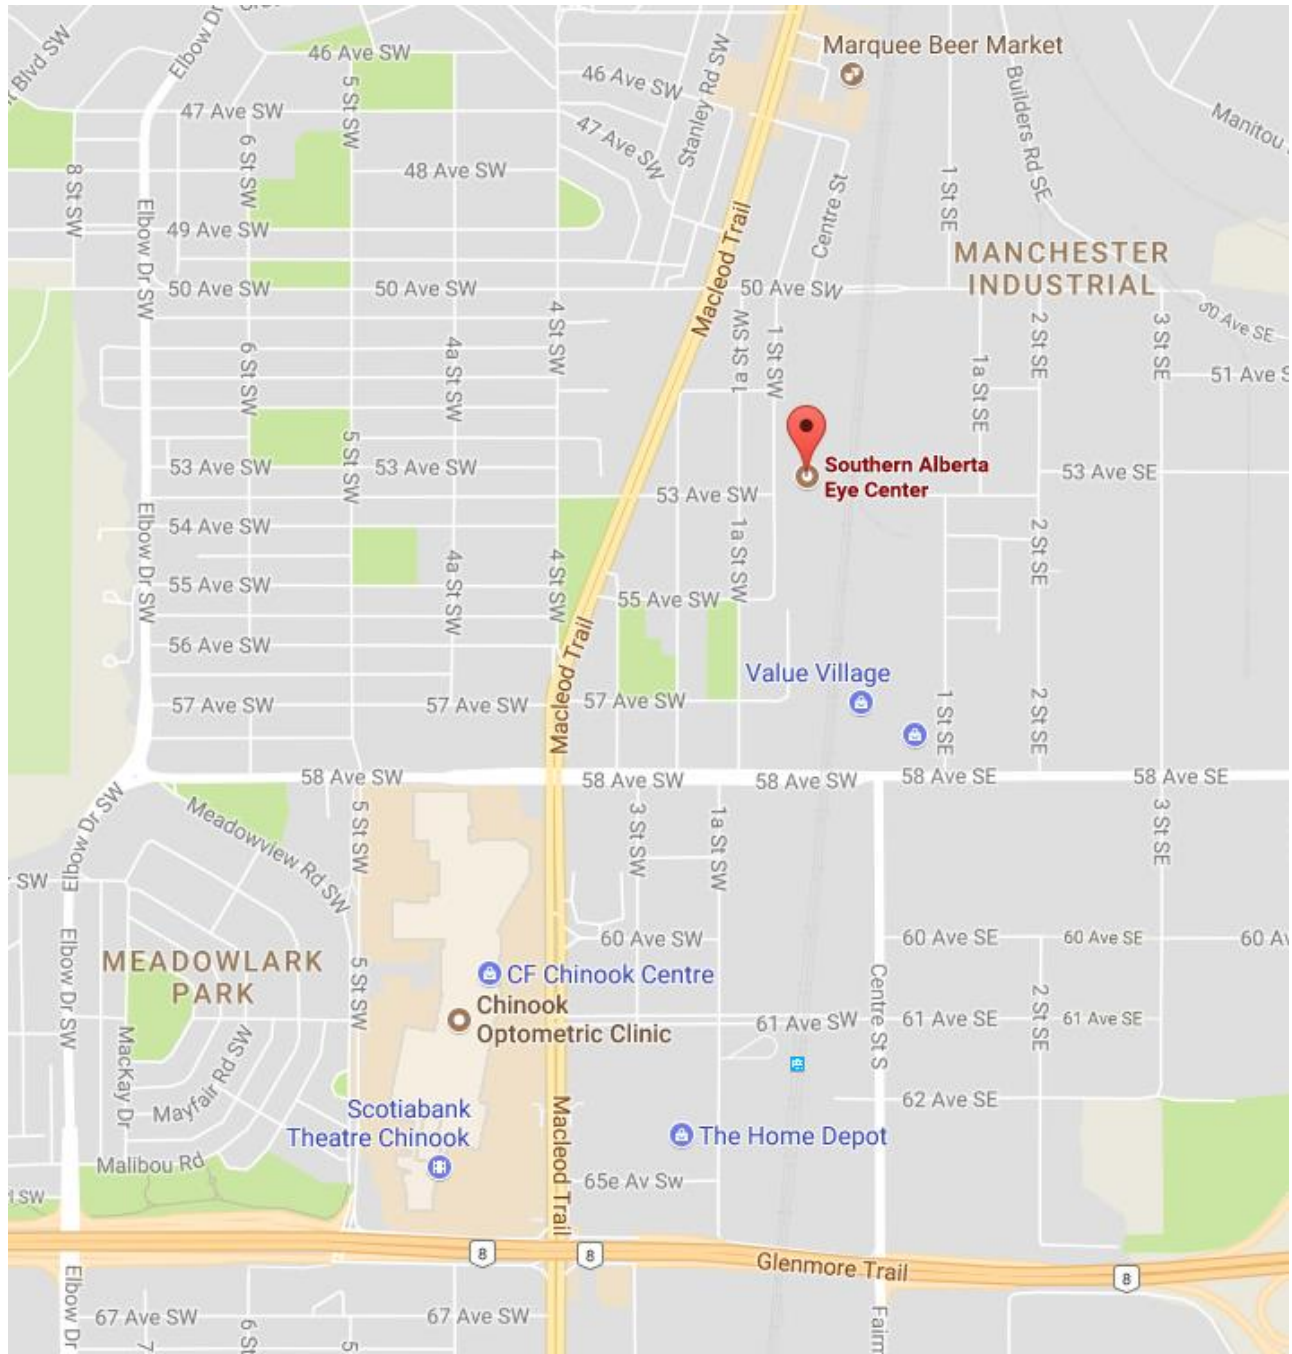 46 Ave SW
Elbow Dr
Blvd SW
Marquee Beer Market
46 Ave SW
Stanley Rd SW
Builders Rd SE
Manitou
47 Ave SW
5 St SW
6 St SW
47 Ave SW
8 St SW
48 Ave SW
1 St SE
Centre St
Elbow Dr SW
49 Ave SW
Macleod Trail
MANCHESTER
INDUSTRIAL
50 Ave SW
50 Ave SW
50 Ave SW
4 St SW
1a St SW
1 St SW
2 St SE
3 St SE
50 Ave SE
6 St SW
4a St SW
1a St SE
51 Ave S
5 St SW
53 Ave SW
53 Ave SW
Southern Alberta
Eye Center
53 Ave SE
53 Ave SW
Elbow Dr SW
54 Ave SW
1a St SW
2 St SE
4a St SW
4 St SW
55 Ave SW
55 Ave SW
56 Ave SW
Macleod Trail
Value Village
57 Ave SW
57 Ave SW
57 Ave SW
1 St SE
2 St SE
58 Ave SW
58 Ave SW
58 Ave SW
58 Ave SE
58 Ave SE
Elbow Dr SW
Meadowview Rd SW
5 St SW
3 St SW
1a St SW
3 St SE
SW
60 Ave SW
60 Ave SE
60 Ave SE
60 Av
MEADOWLARK
PARK
Elbow Dr SW
5 St SW
CF Chinook Centre
Centre St S
2 St SE
Chinook
Optometric Clinic
61 Ave SW
61 Ave SE
61 Ave SE
MacKay Dr
Mayfair Rd SW
62 Ave SE
Scotiabank
Theatre Chinook
Macleod Trail
The Home Depot
Malibou Rd
65e Av Sw
SW
8
8
Glenmore Trail
8
Elbow Dr
67 Ave SW
6 St
67 Ave SW
Fairm
7
5